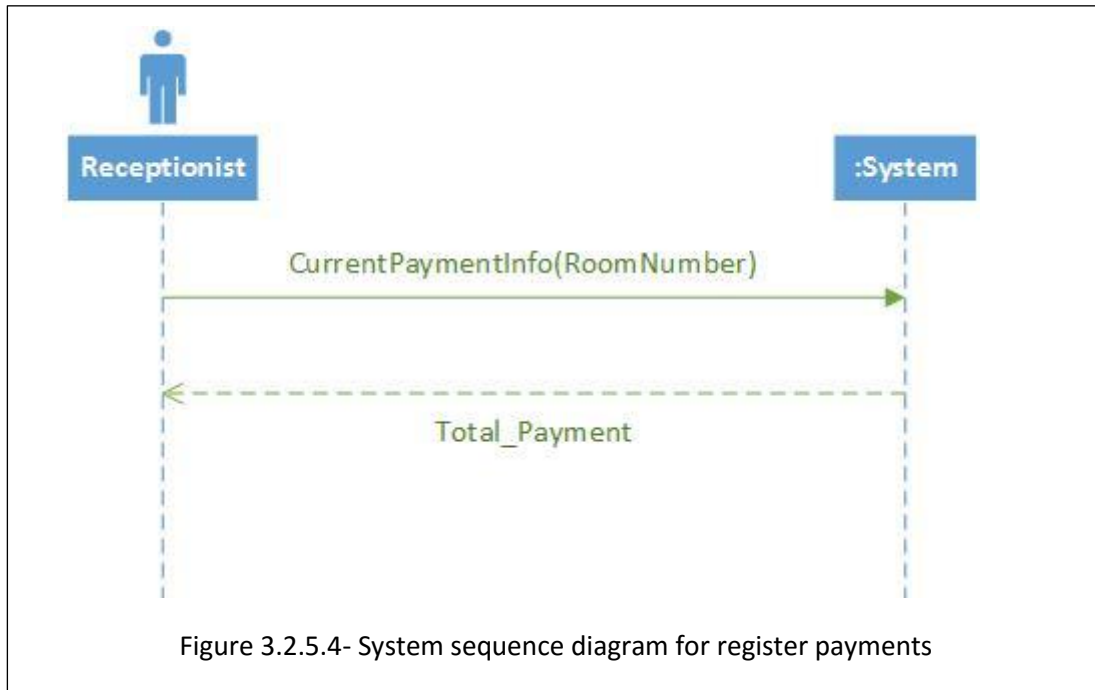 Receptionist
:System
CurrentPaymentInfo(RoomNumber)
Total_Payment
Figure 3.2.5.4- System sequence diagram for register payments